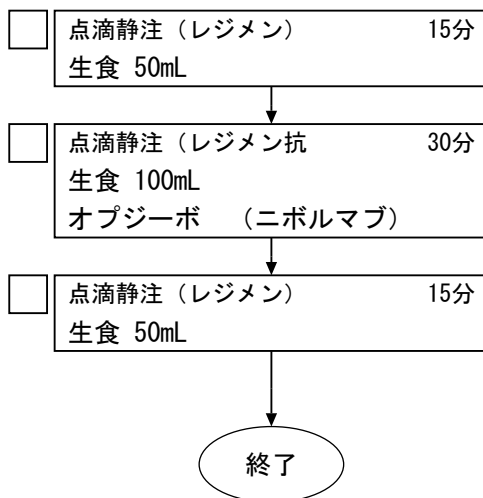 点滴静注（レジメン） 15分
生食 50mL
点滴静注（レジメン抗 30分
生食 100mL
オプジーボ （ニボルマブ）
点滴静注（レジメン） 15分
生食 50mL
終了